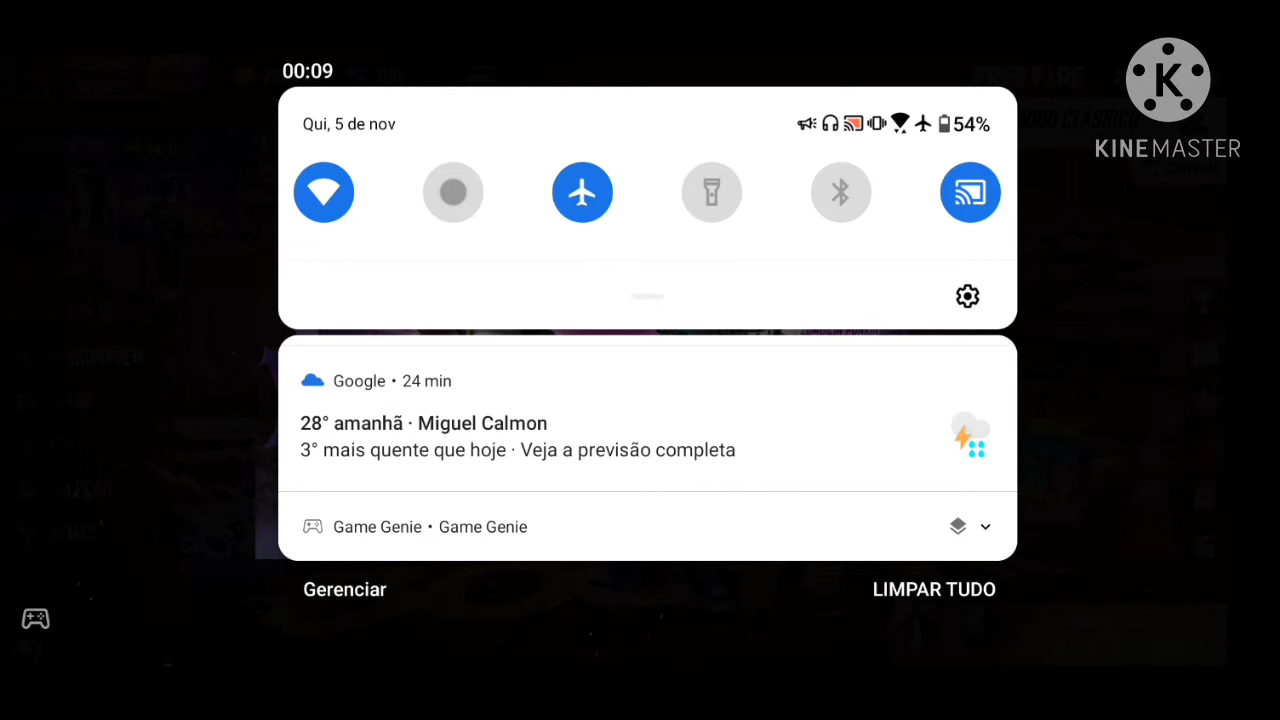 00:09
Qui, 5 de nov
54%
K
KINEMASTER
Google • 24 min
28° amanhã · Miguel Calmon
3° mais quente que hoje · Veja a previsão completa
Game Genie • Game Genie
Gerenciar
LIMPAR TUDO